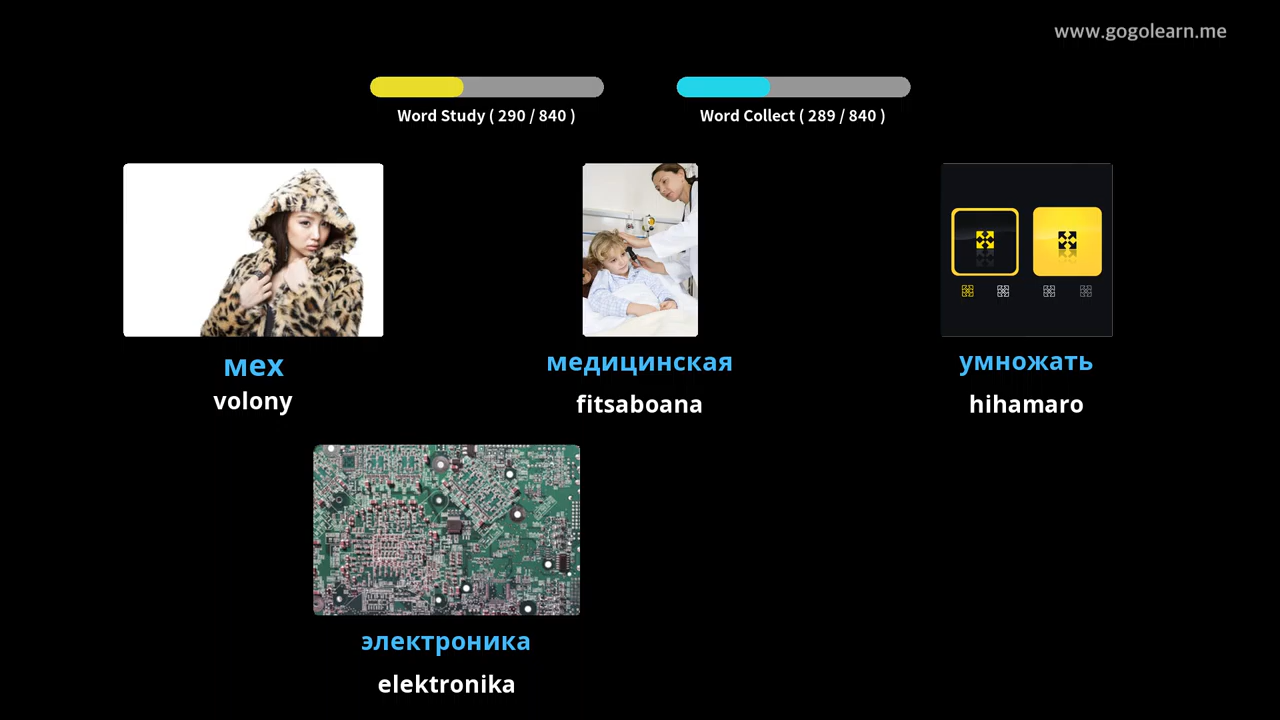 www.gogolearn.me
Word Study ( 290 / 840 )
Word Collect ( 289 / 840 )
мех
volony
медицинская
fitsaboana
умножать
hihamaro
электроника
elektronika